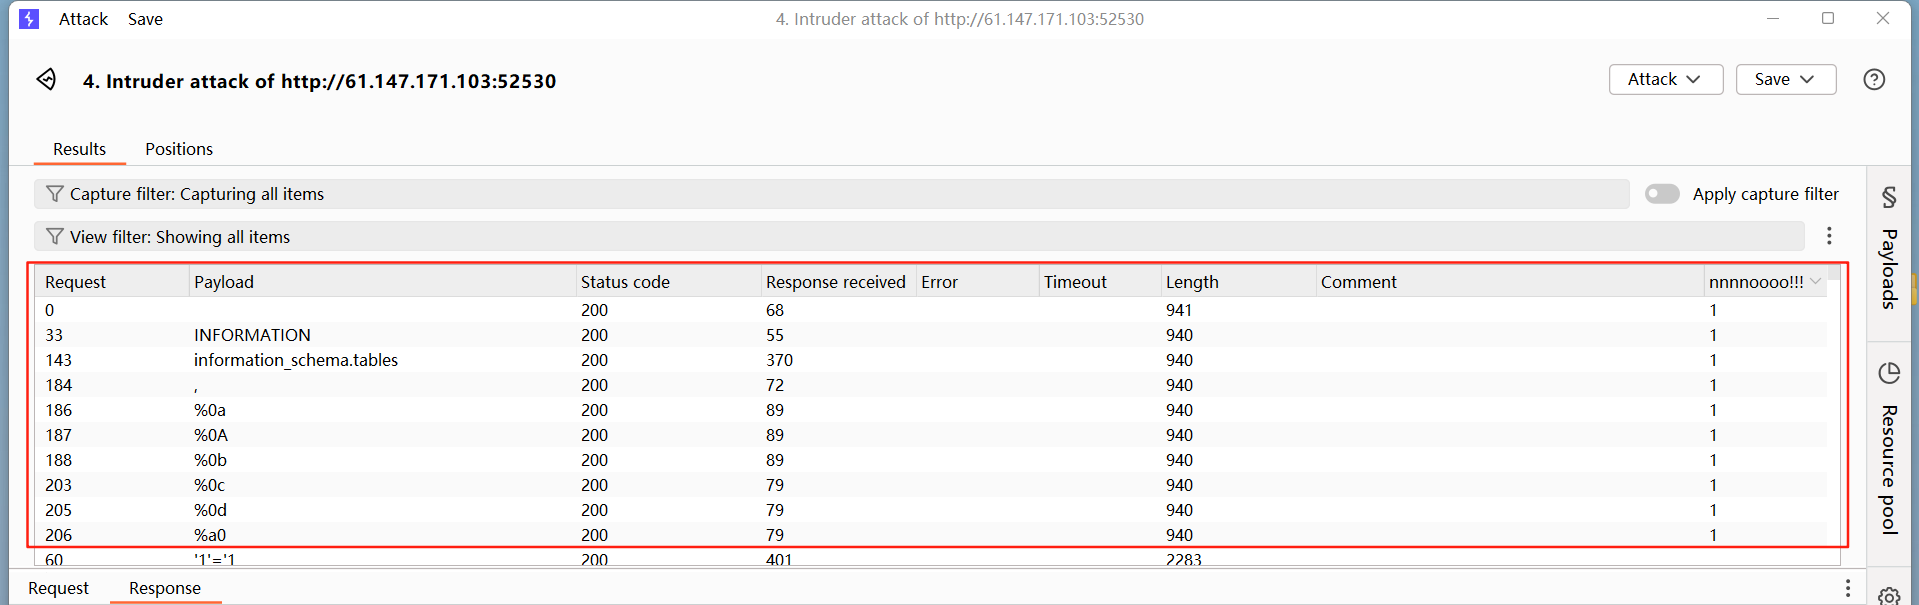 Attack Save 4. Intruder attack of http://61.147.171.103:52530
4. Intruder attack of http://61.147.171.103:52530 Attack Save
Results Positions
Capture filter: Capturing all items Apply capture filter
View filter: Showing all items
Request Payload Status code Response received Error Timeout Length Comment nnnnoooo!!!
0 200 68 941 1
33 INFORMATION 200 55 940 1
143 information_schema.tables 200 370 940 1
184 , 200 72 940 1
186 %0a 200 89 940 1
187 %0A 200 89 940 1
188 %0b 200 89 940 1
203 %0c 200 79 940 1
205 %0d 200 79 940 1
206 %a0 200 79 940 1
60 '1'='1 200 401 2283
Request Response
Payloads
Resource pool